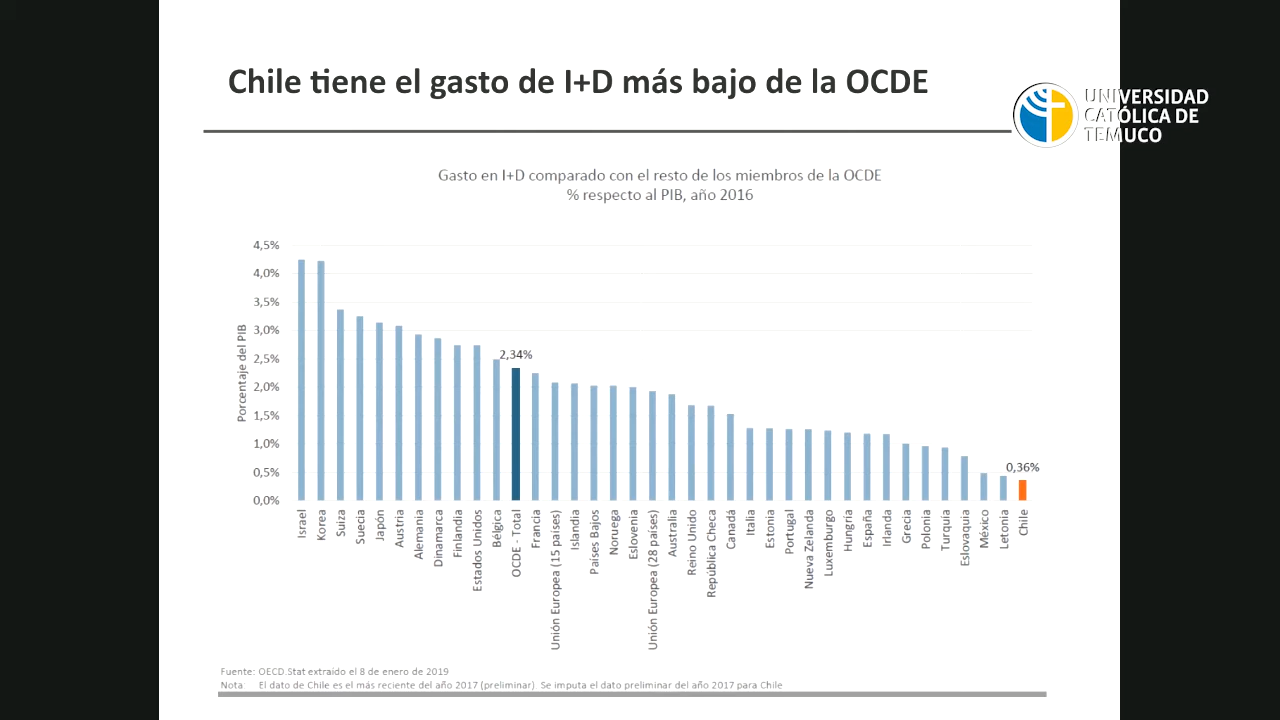 Chile tiene el gasto de I+D más bajo de la OCDE
UNIVERSIDAD
CATÓLICA DE
TEMUCO
Gasto en I+D comparado con el resto de los miembros de la OCDE
% respecto al PIB, año 2016
Porcentaje del PIB
4,5%
4,0%
3,5%
3,0%
2,5%
2,0%
1,5%
1,0%
0,5%
0,0%
2,34%
0,36%
Israel
Korea
Suiza
Suecia
Japón
Austria
Alemania
Dinamarca
Finlandia
Estados Unidos
Bélgica
OCDE - Total
Francia
Unión Europea (15 países)
Islandia
Países Bajos
Noruega
Eslovenia
Unión Europea (28 países)
Australia
Reino Unido
República Checa
Canadá
Italia
Estonia
Portugal
Nueva Zelanda
Luxemburgo
Hungría
España
Irlanda
Grecia
Polonia
Turquía
Eslovaquia
México
Letonia
Chile
Fuente: OECD.Stat extraído el 8 de enero de 2019
Nota: El dato de Chile es el más reciente del año 2017 (preliminar). Se imputa el dato preliminar del año 2017 para Chile